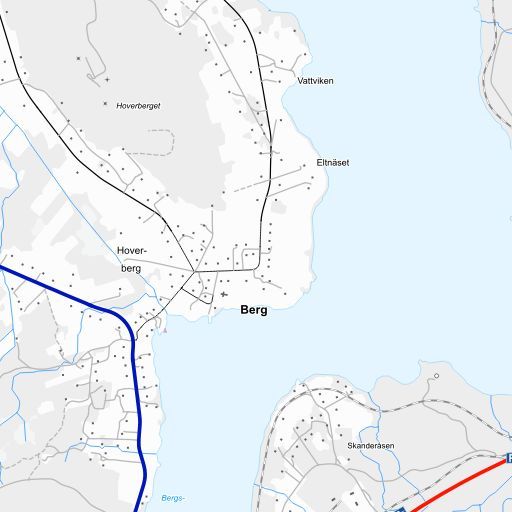 Vattviken
Hoverberget
Eltnäset
Hover-
berg
Berg
Skanderåsen
Bergs-